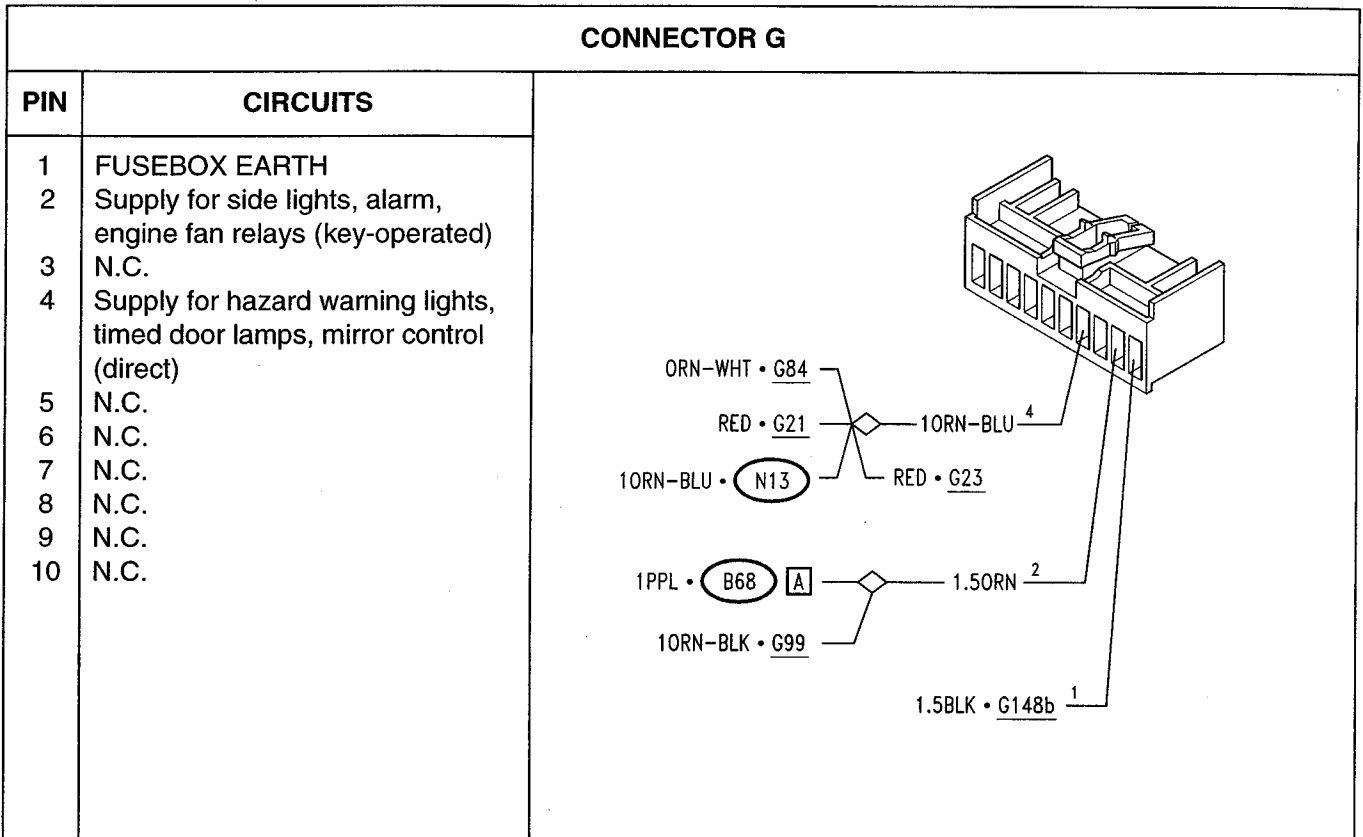 CONNECTOR G
PIN CIRCUITS
1 FUSEBOX EARTH
2 Supply for side lights, alarm,
engine fan relays (key-operated)
3 N.C.
4 Supply for hazard warning lights,
timed door lamps, mirror control
(direct)
5 N.C.
6 N.C.
7 N.C.
8 N.C.
9 N.C.
10 N.C.
ORN-WHT • G84
RED • G21
1ORN-BLU 4
1ORN-BLU • N13
RED • G23
1PPL • B68 A
1.5ORN 2
1ORN-BLK • G99
1.5BLK • G148b 1